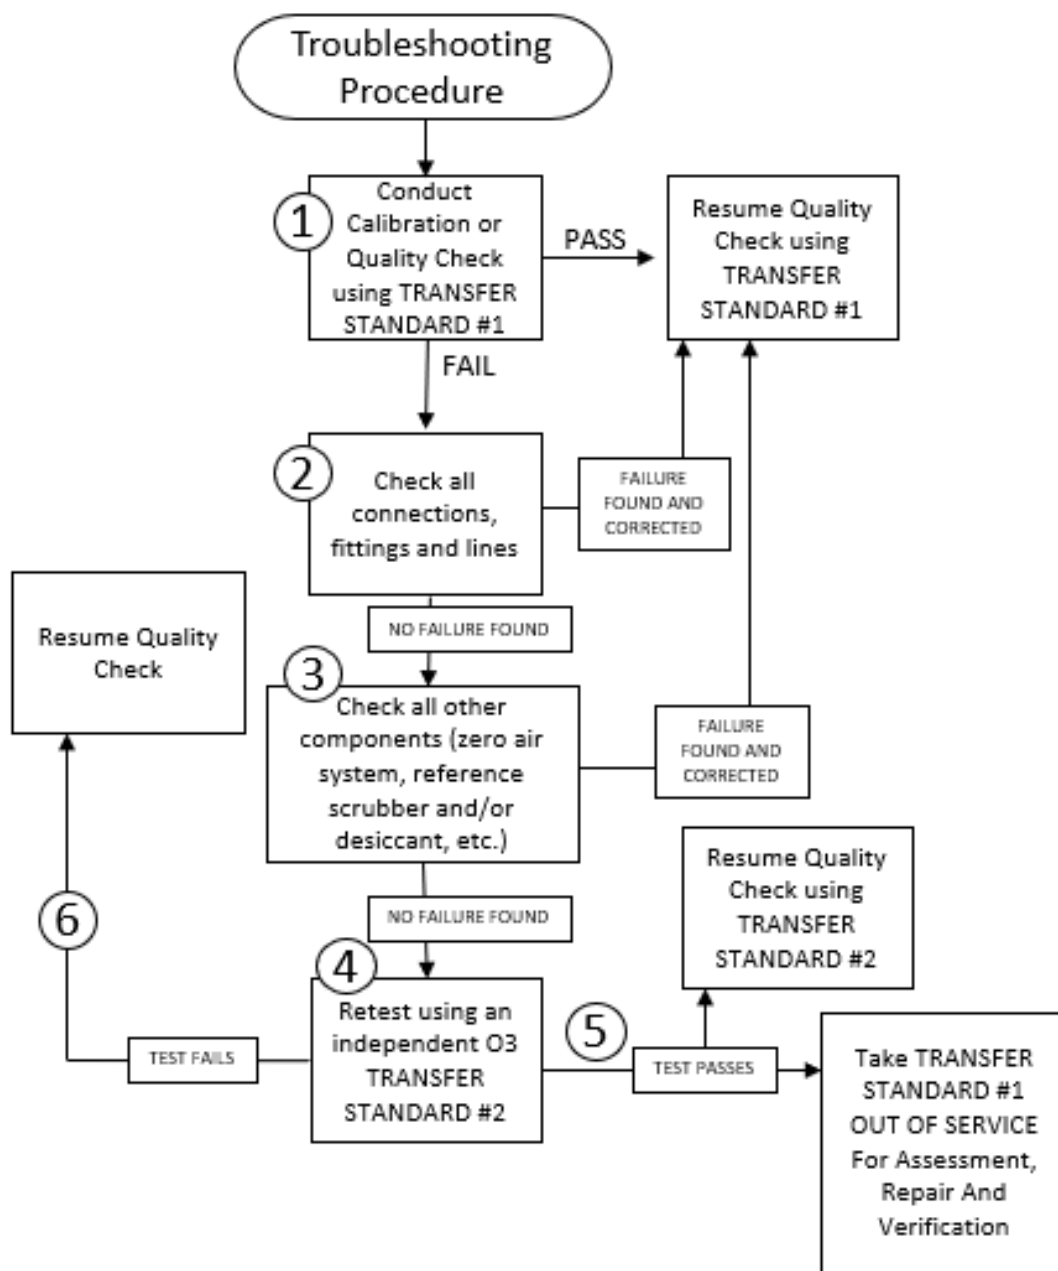 Troubleshooting
Procedure
1
Conduct
Calibration or
Quality Check
using TRANSFER
STANDARD #1
PASS
Resume Quality
Check using
TRANSFER
STANDARD #1
FAIL
2
Check all
connections,
fittings and lines
FAILURE
FOUND AND
CORRECTED
NO FAILURE FOUND
Resume Quality
Check
3
Check all other
components (zero air
system, reference
scrubber and/or
desiccant, etc.)
FAILURE
FOUND AND
CORRECTED
NO FAILURE FOUND
Resume Quality
Check using
TRANSFER
STANDARD #2
6
4
Retest using an
independent O3
TRANSFER
STANDARD #2
TEST FAILS
5
TEST PASSES
Take TRANSFER
STANDARD #1
OUT OF SERVICE
For Assessment,
Repair And
Verification